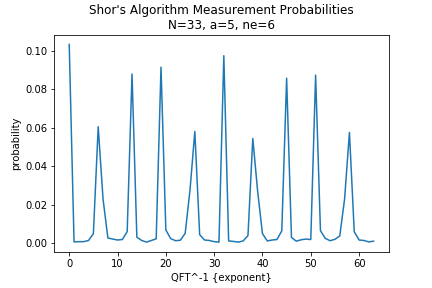 Shor's Algorithm Measurement Probabilities
N=33, a=5, ne=6
0.10
0.08
0.06
0.04
0.02
0.00
probability
0 10 20 30 40 50 60
QFT^-1 {exponent}